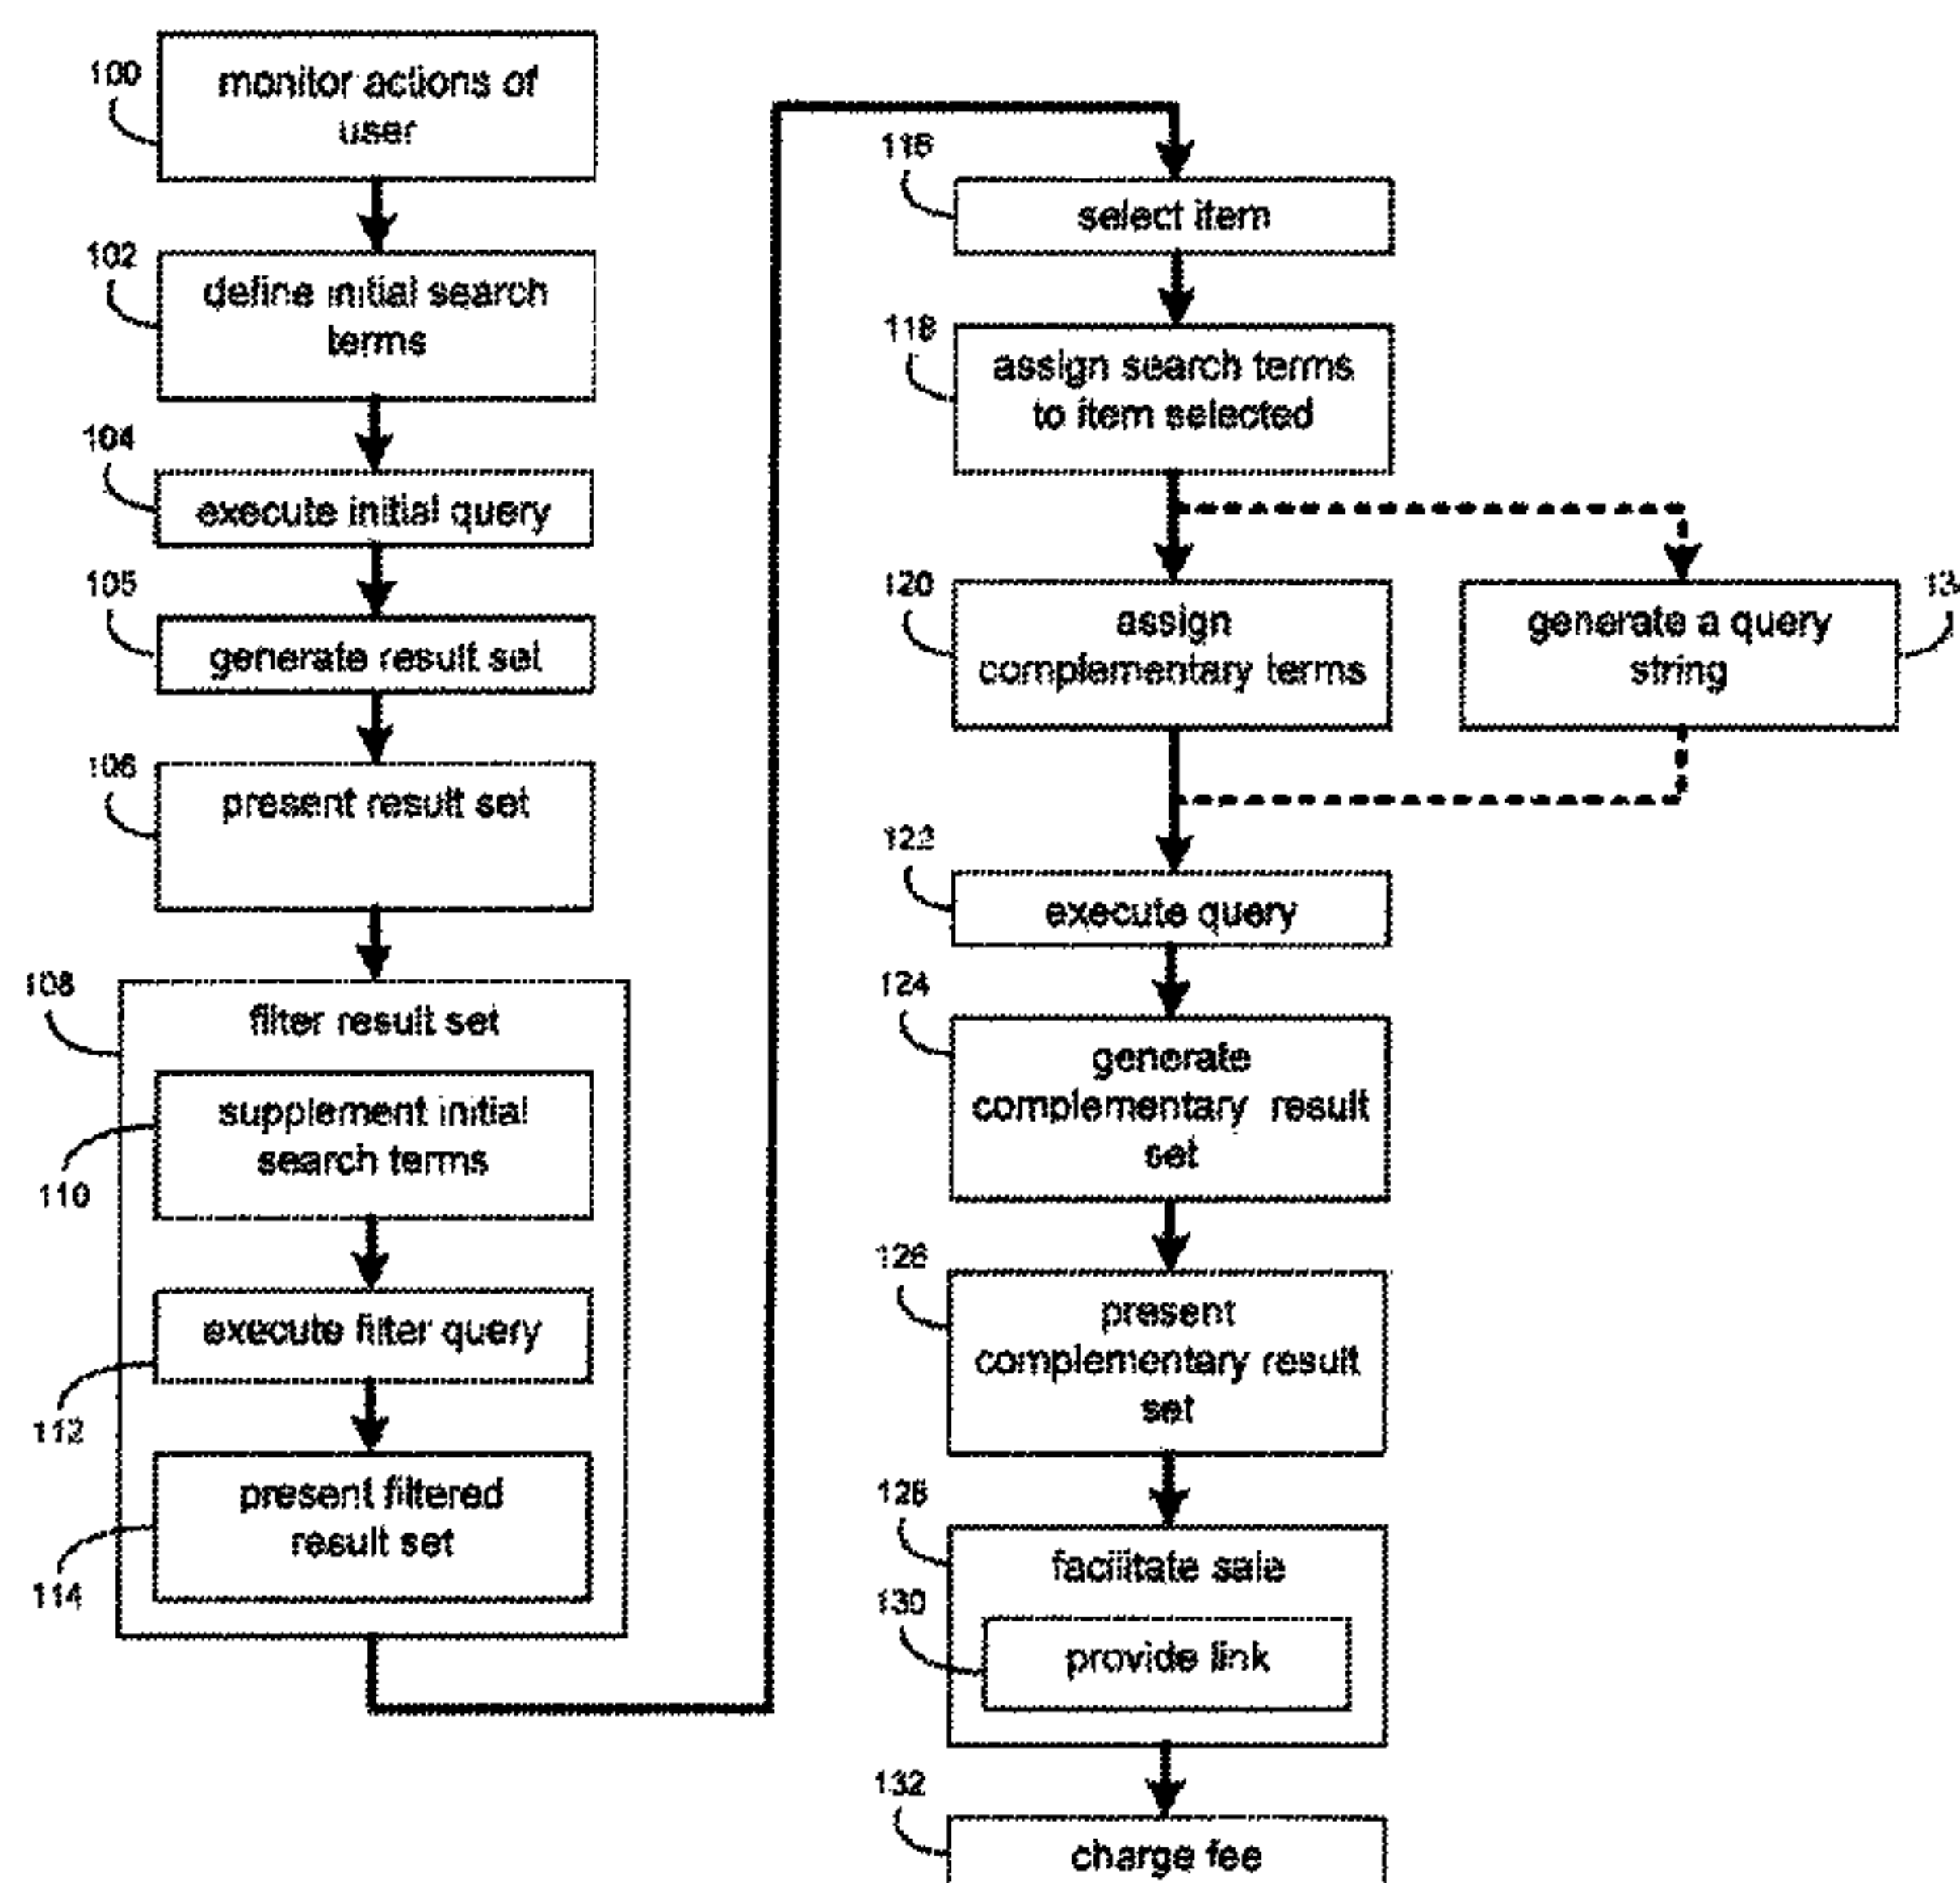 100
monitor actions of
user
102
define initial search
terms
104
execute initial query
105
generate result set
106
present result set
108
filter result set
110
supplement initial
search terms
112
execute filter query
114
present filtered
result set
116
select item
118
assign search terms
to item selected
120
assign
complementary terms
generate a query
string
122
execute query
124
generate
complementary result
set
126
present
complementary result
set
128
facilitate sale
130
provide link
132
charge fee